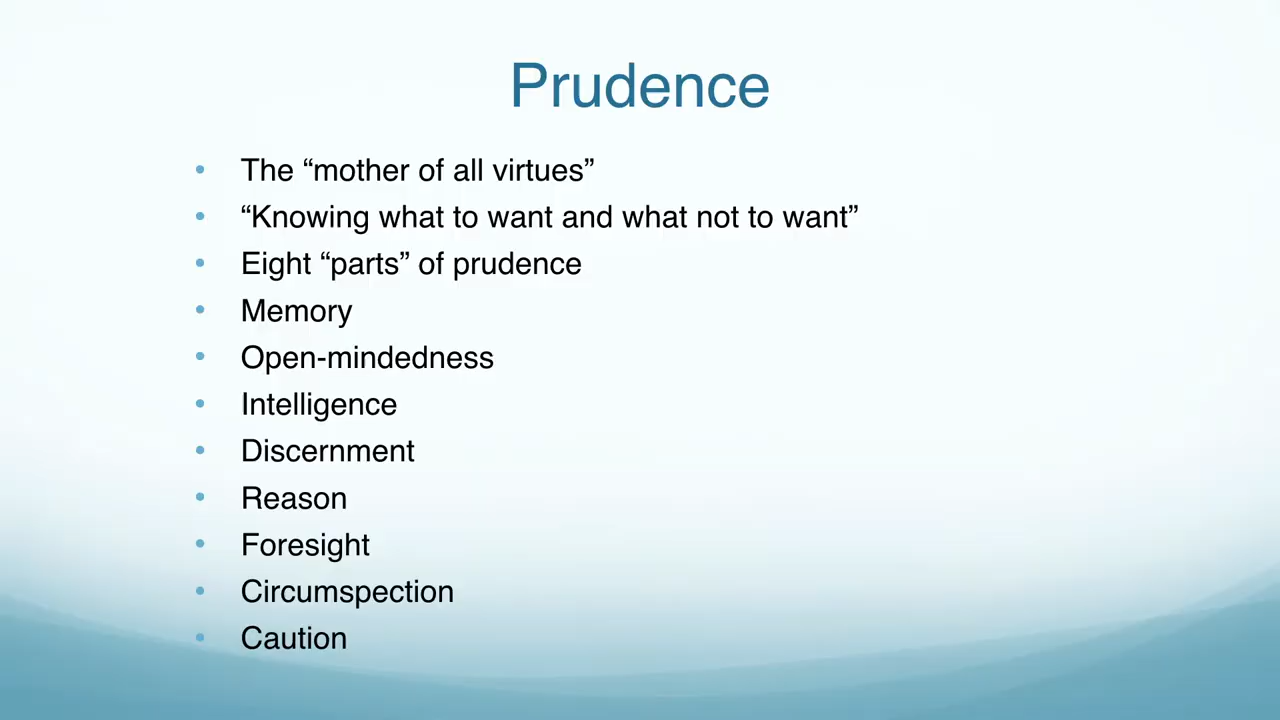 Prudence
• The “mother of all virtues”
• “Knowing what to want and what not to want”
• Eight “parts” of prudence
• Memory
• Open-mindedness
• Intelligence
• Discernment
• Reason
• Foresight
• Circumspection
• Caution